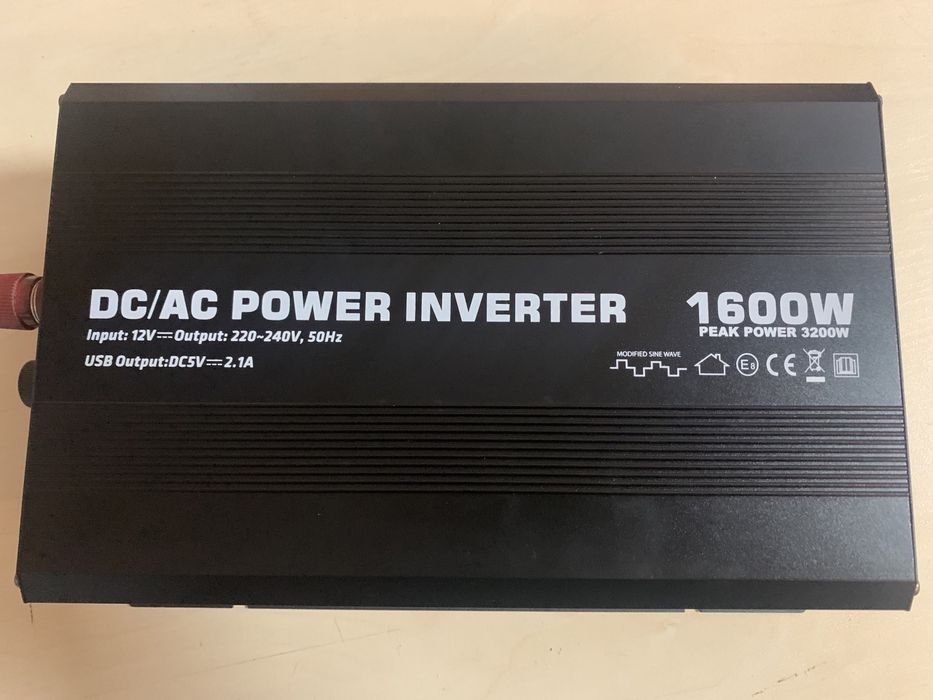 DC/AC POWER INVERTER
1600W
PEAK POWER 3200W
Input: 12V⎓Output: 220~240V, 50Hz
USB Output:DC5V⎓2.1A
MODIFIED SINE WAVE
E8
CE